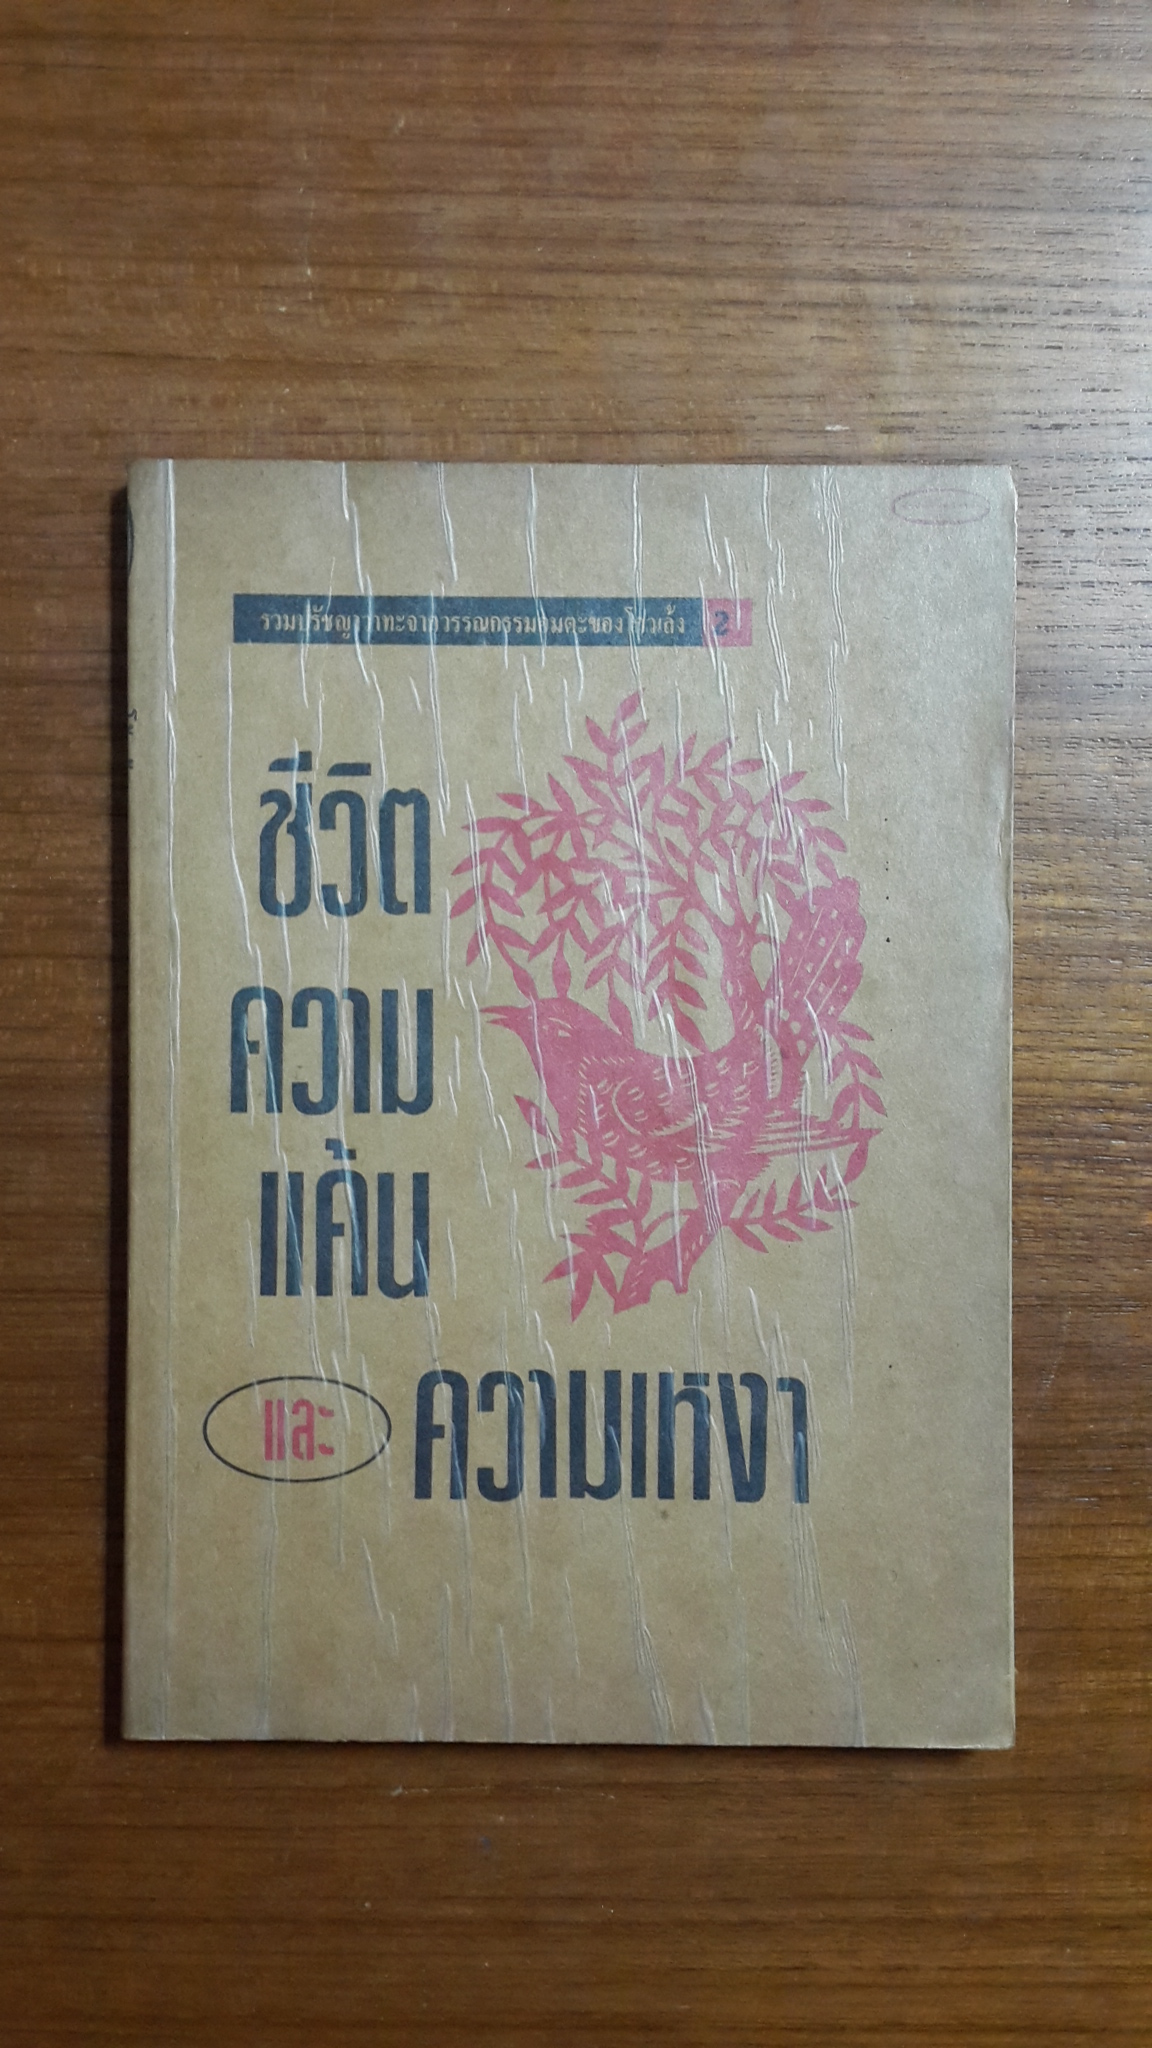 รวมปรัชญาวาทะจากวรรณกรรมอมตะของโกวเล้ง 2
ชีวิต
ความ
แค้น
และ ความเหงา